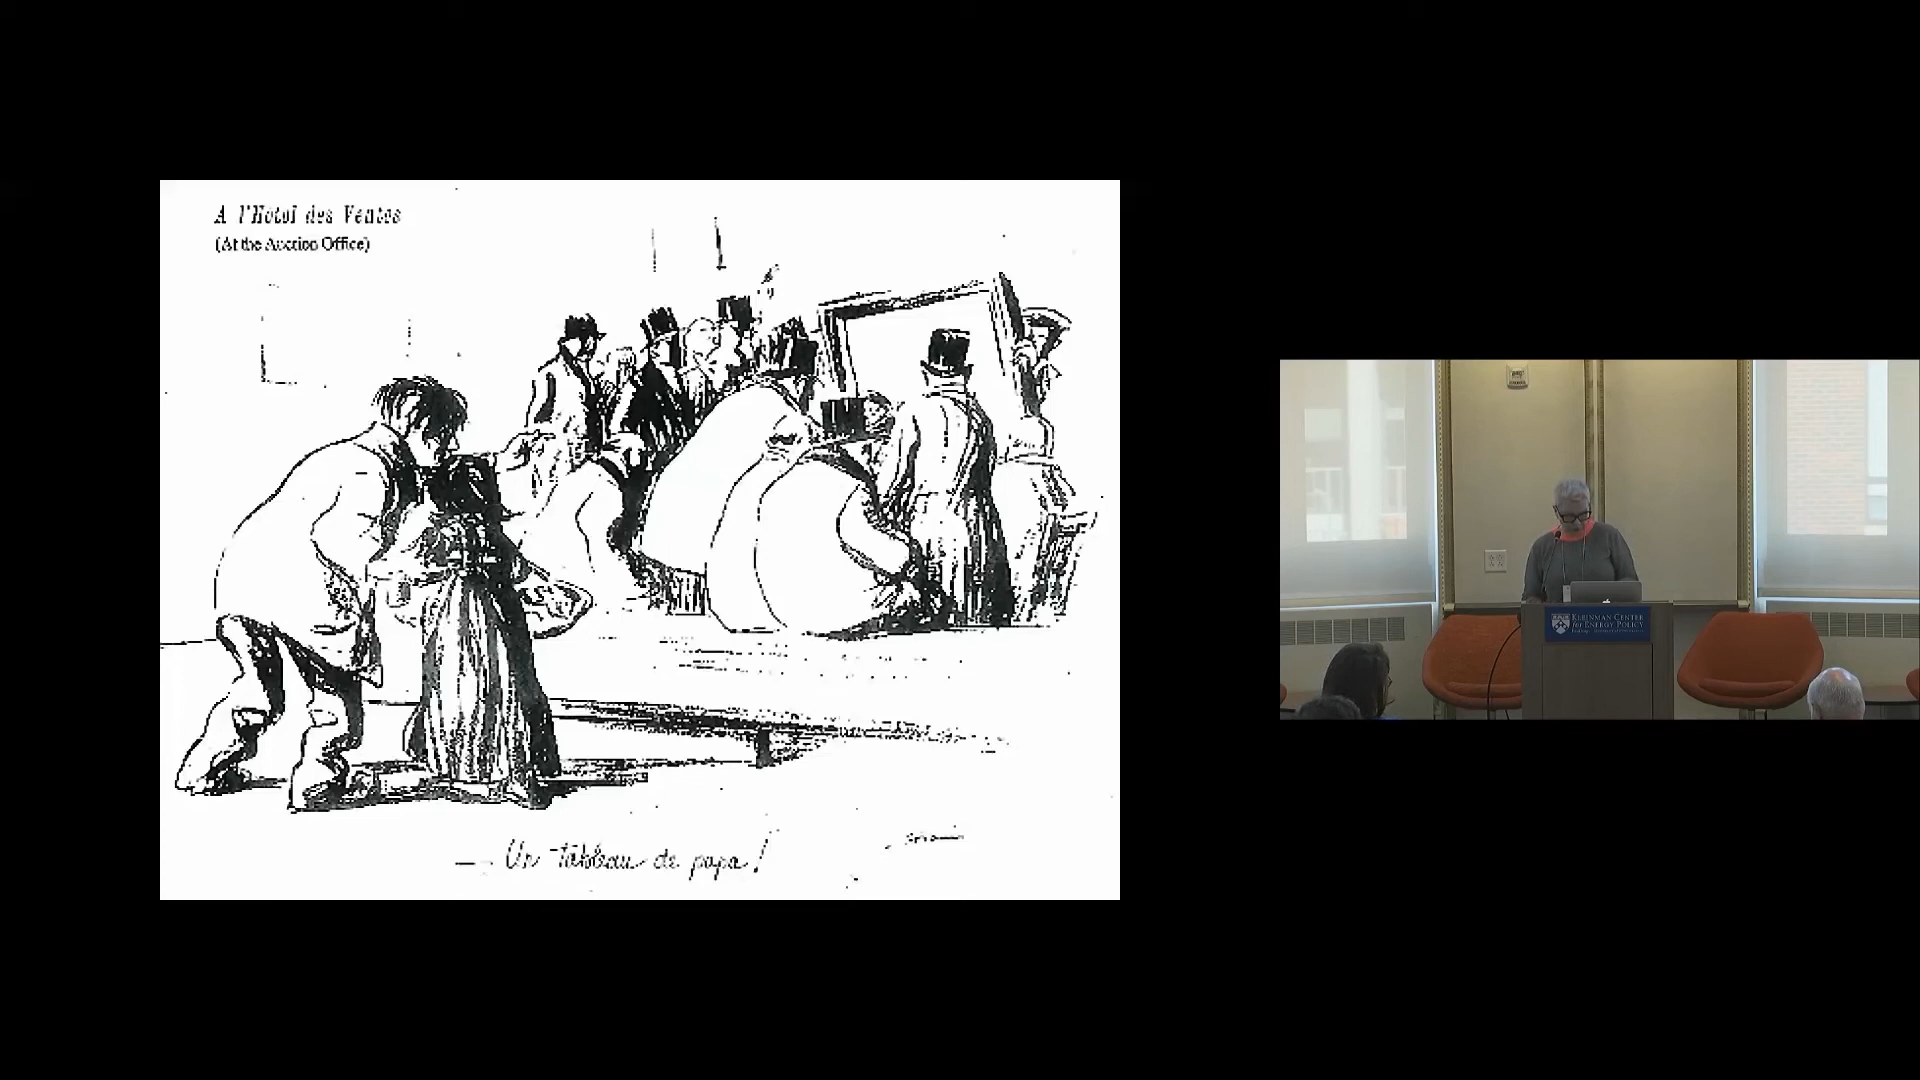 A l'Hotel des Ventes
(At the Auction Office)
— Un tableau de papa!
KLEINMAN CENTER
for ENERGY POLICY